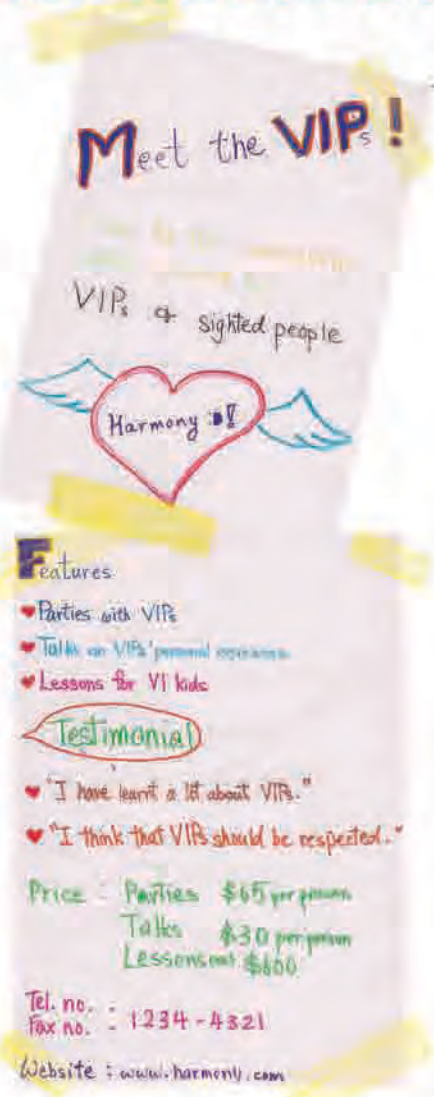 Meet the VIPs!
VIPs & sighted people
Harmony
Features
Parties with VIPs
Talks on VIPs' personal
Lessons for VI kids
Testimonial
"I have learnt a lot about VIPs."
"I think that VIPs should be respected."
Price : Parties $65 per person
Talks $30 per person
Lessons $600
Tel. no. :
Fax no. : 1234-4321
Website : www.harmony.com